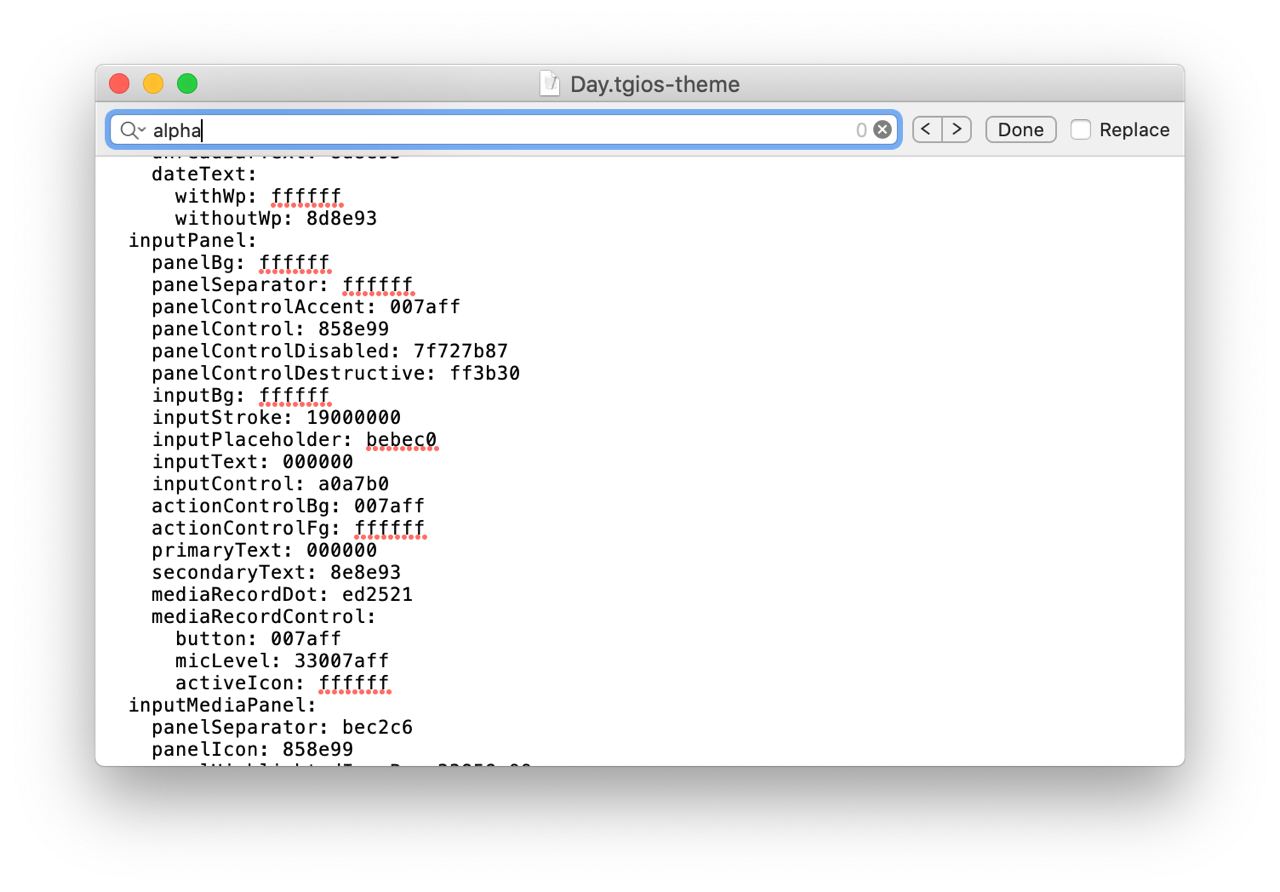 Day.tgios-theme
alpha 0 < > Done Replace
dateText:
withWp: ffffff
withoutWp: 8d8e93
inputPanel:
panelBg: ffffff
panelSeparator: ffffff
panelControlAccent: 007aff
panelControl: 858e99
panelControlDisabled: 7f727b87
panelControlDestructive: ff3b30
inputBg: ffffff
inputStroke: 19000000
inputPlaceholder: bebec0
inputText: 000000
inputControl: a0a7b0
actionControlBg: 007aff
actionControlFg: ffffff
primaryText: 000000
secondaryText: 8e8e93
mediaRecordDot: ed2521
mediaRecordControl:
button: 007aff
micLevel: 33007aff
activeIcon: ffffff
inputMediaPanel:
panelSeparator: bec2c6
panelIcon: 858e99